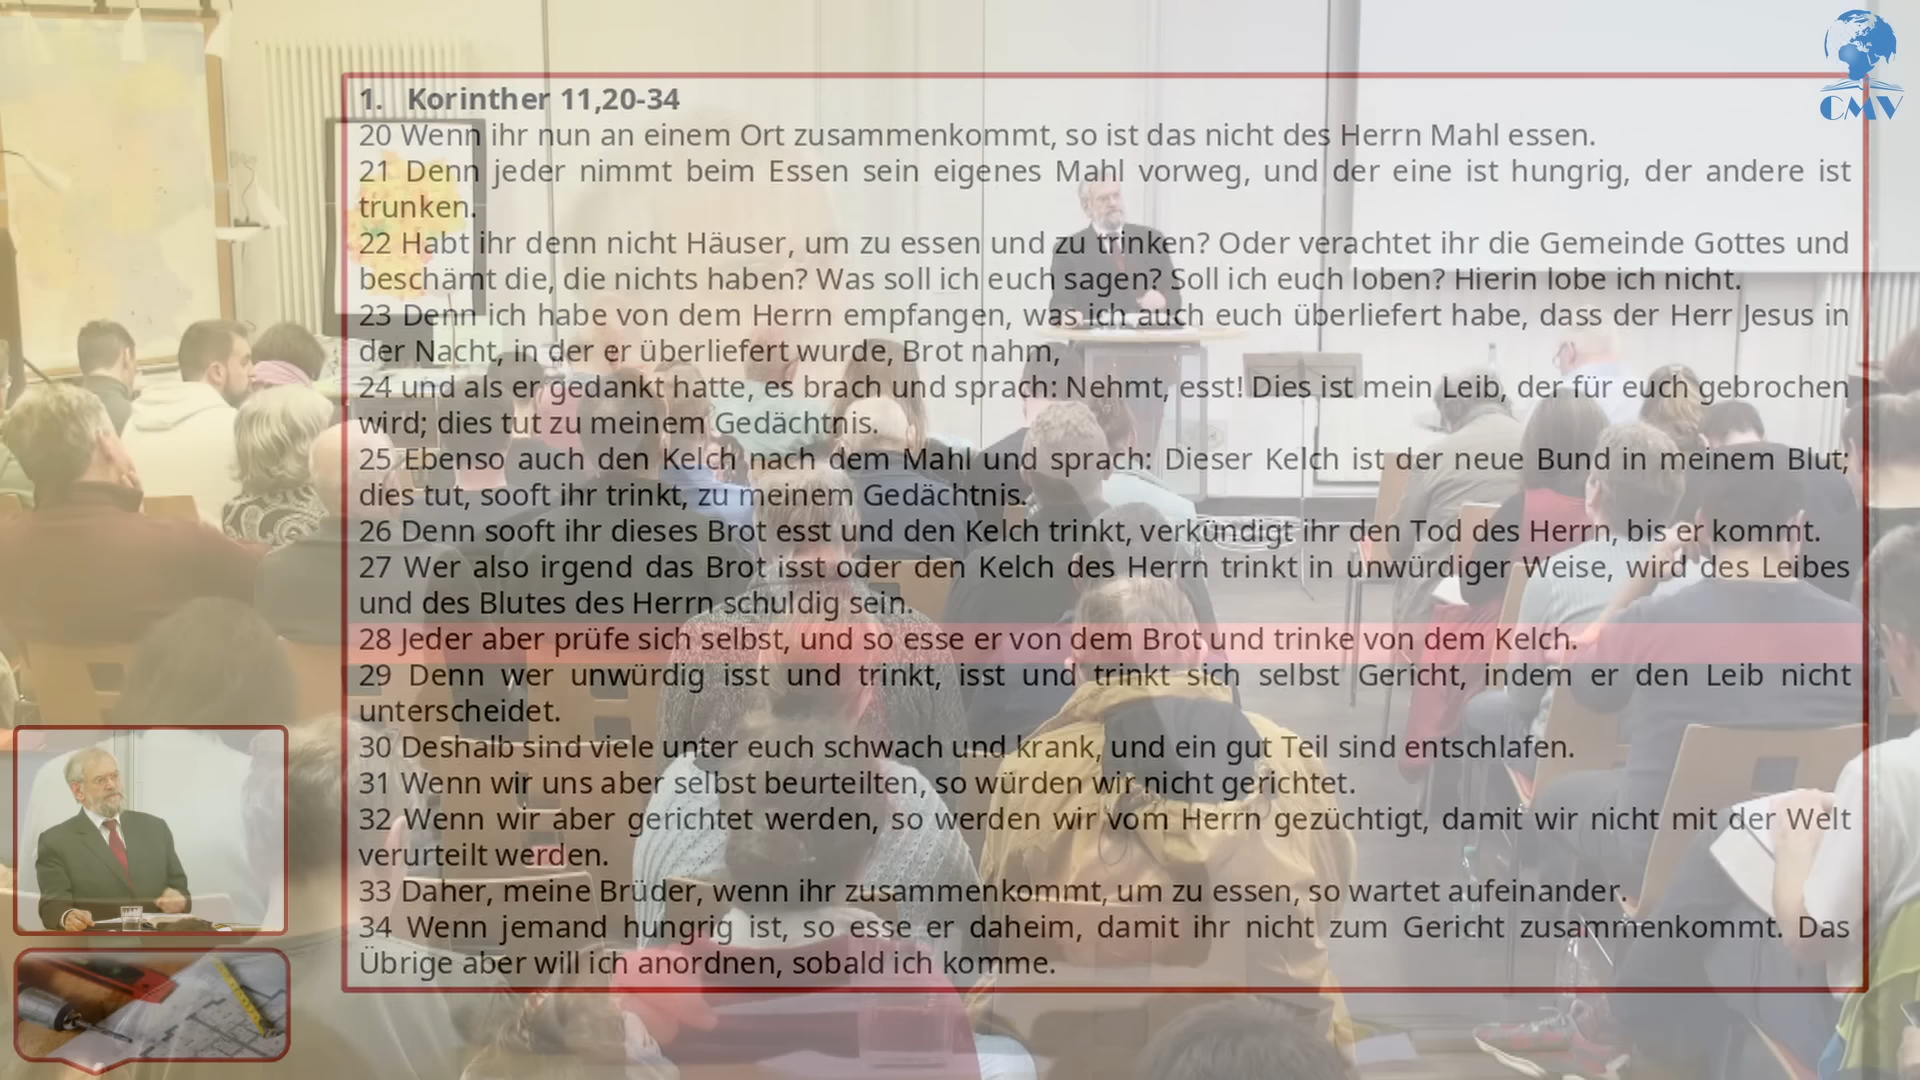 CMV
1. Korinther 11,20-34
20 Wenn ihr nun an einem Ort zusammenkommt, so ist das nicht des Herrn Mahl essen.
21 Denn jeder nimmt beim Essen sein eigenes Mahl vorweg, und der eine ist hungrig, der andere ist
trunken.
22 Habt ihr denn nicht Häuser, um zu essen und zu trinken? Oder verachtet ihr die Gemeinde Gottes und
beschämt die, die nichts haben? Was soll ich euch sagen? Soll ich euch loben? Hierin lobe ich nicht.
23 Denn ich habe von dem Herrn empfangen, was ich auch euch überliefert habe, dass der Herr Jesus in
der Nacht, in der er überliefert wurde, Brot nahm,
24 und als er gedankt hatte, es brach und sprach: Nehmt, esst! Dies ist mein Leib, der für euch gebrochen
wird; dies tut zu meinem Gedächtnis.
25 Ebenso auch den Kelch nach dem Mahl und sprach: Dieser Kelch ist der neue Bund in meinem Blut;
dies tut, sooft ihr trinkt, zu meinem Gedächtnis.
26 Denn sooft ihr dieses Brot esst und den Kelch trinkt, verkündigt ihr den Tod des Herrn, bis er kommt.
27 Wer also irgend das Brot isst oder den Kelch des Herrn trinkt in unwürdiger Weise, wird des Leibes
und des Blutes des Herrn schuldig sein.
28 Jeder aber prüfe sich selbst, und so esse er von dem Brot und trinke von dem Kelch.
29 Denn wer unwürdig isst und trinkt, isst und trinkt sich selbst Gericht, indem er den Leib nicht
unterscheidet.
30 Deshalb sind viele unter euch schwach und krank, und ein gut Teil sind entschlafen.
31 Wenn wir uns aber selbst beurteilten, so würden wir nicht gerichtet.
32 Wenn wir aber gerichtet werden, so werden wir vom Herrn gezüchtigt, damit wir nicht mit der Welt
verurteilt werden.
33 Daher, meine Brüder, wenn ihr zusammenkommt, um zu essen, so wartet aufeinander.
34 Wenn jemand hungrig ist, so esse er daheim, damit ihr nicht zum Gericht zusammenkommt. Das
Übrige aber will ich anordnen, sobald ich komme.